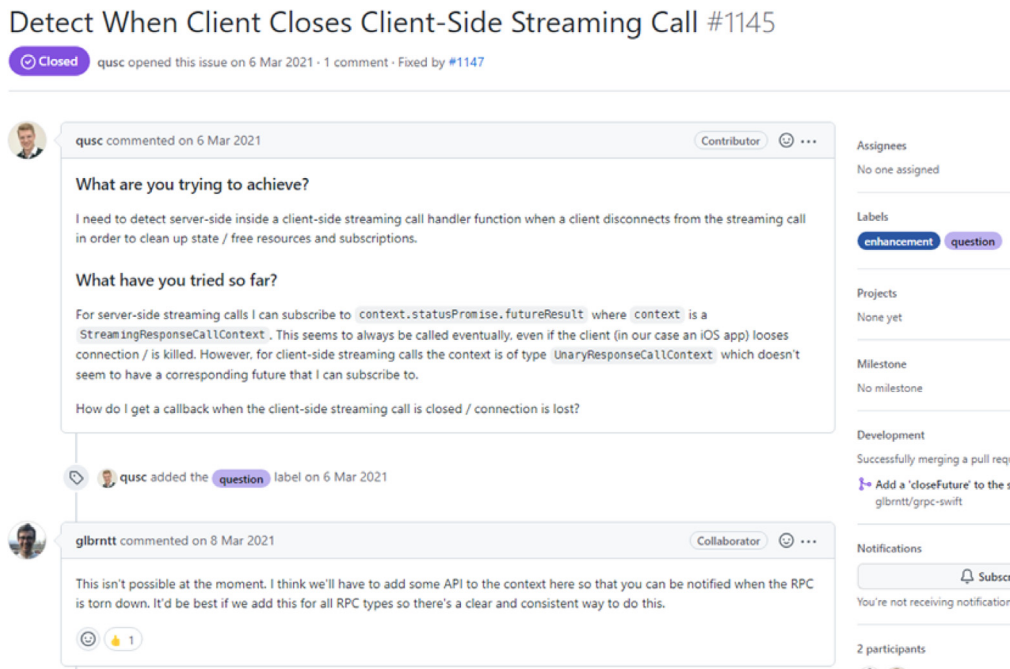 Detect When Client Closes Client-Side Streaming Call #1145
Closed qusc opened this issue on 6 Mar 2021 · 1 comment · Fixed by #1147
qusc commented on 6 Mar 2021
Contributor
What are you trying to achieve?
I need to detect server-side inside a client-side streaming call handler function when a client disconnects from the streaming call
in order to clean up state / free resources and subscriptions.
What have you tried so far?
For server-side streaming calls I can subscribe to context.statusPromise.futureResult where context is a
StreamingResponseCallContext. This seems to always be called eventually, even if the client (in our case an iOS app) looses
connection / is killed. However, for client-side streaming calls the context is of type UnaryResponseCallContext which doesn't
seem to have a corresponding future that I can subscribe to.
How do I get a callback when the client-side streaming call is closed / connection is lost?
qusc added the question label on 6 Mar 2021
glbrntt commented on 8 Mar 2021
Collaborator
This isn't possible at the moment. I think we'll have to add some API to the context here so that you can be notified when the RPC
is torn down. It'd be best if we add this for all RPC types so there's a clear and consistent way to do this.
👍 1
Assignees
No one assigned
Labels
enhancement question
Projects
None yet
Milestone
No milestone
Development
Successfully merging a pull
Add a 'closeFuture' to the
glbrntt/grpc-swift
Notifications
You're not receiving
2 participants